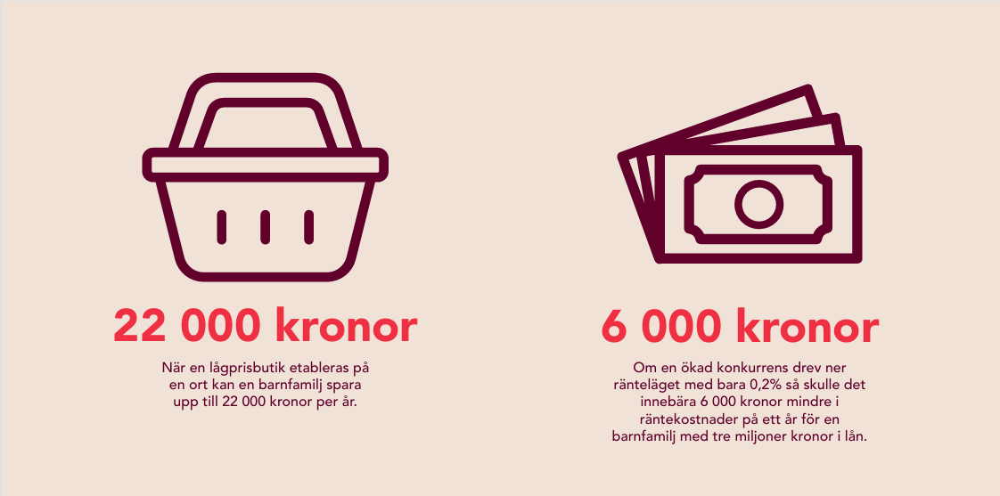 22 000 kronor
När en lågprisbutik etableras på
en ort kan en barnfamilj spara
upp till 22 000 kronor per år.
6 000 kronor
Om en ökad konkurrens drev ner
ränteläget med bara 0,2% så skulle det
innebära 6 000 kronor mindre i
räntekostnader på ett år för en
barnfamilj med tre miljoner kronor i lån.